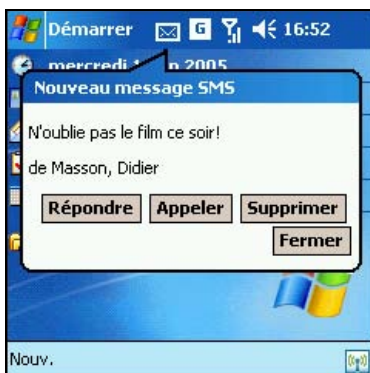 Démarrer G 16:52
mercredi 2005
Nouveau message SMS
N'oublie pas le film ce soir!
de Masson, Didier
Répondre Appeler Supprimer
Fermer
Nouv.